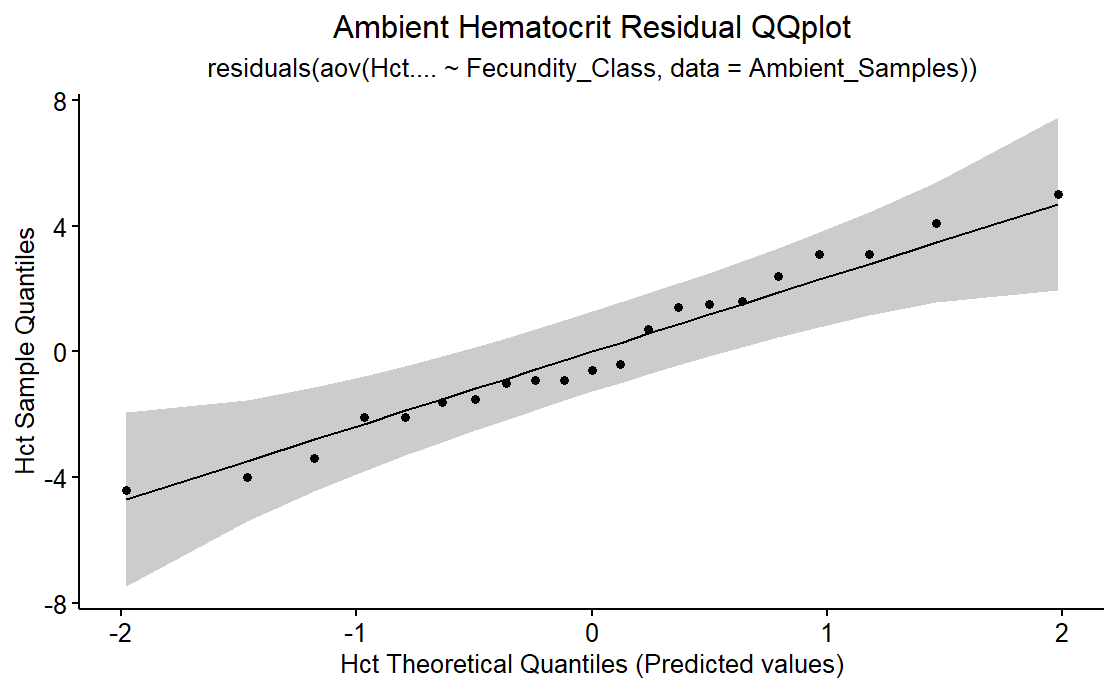 Ambient Hematocrit Residual QQplot
residuals(aov(Hct.... ~ Fecundity_Class, data = Ambient_Samples))
Hct Sample Quantiles
8
4
0
-4
-8
-2
-1
0
1
2
Hct Theoretical Quantiles (Predicted values)